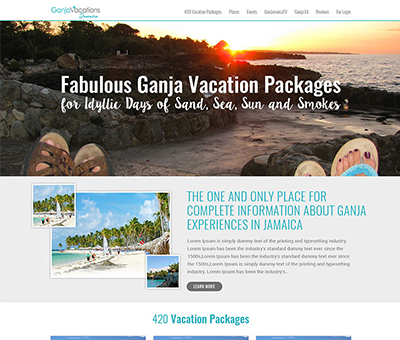 GanjaVacations
Jamaica
420 Vacation Packages Places Events GanJamaicaTV Ganja Ed Reviews For Login
Fabulous Ganja Vacation Packages
for Idyllic Days of Sand, Sea, Sun and Smokes
THE ONE AND ONLY PLACE FOR
COMPLETE INFORMATION ABOUT GANJA
EXPERIENCES IN JAMAICA
Lorem Ipsum is simply dummy text of the printing and typesetting industry.
Lorem Ipsum has been the industry's standard dummy text ever since the
1500s,Lorem Ipsum has been the industry's standard dummy text ever since the
1500s,Lorem Ipsum is simply dummy text of the printing and typesetting
industry. Lorem Ipsum has been the industry's..
LEARN MORE
420 Vacation Packages